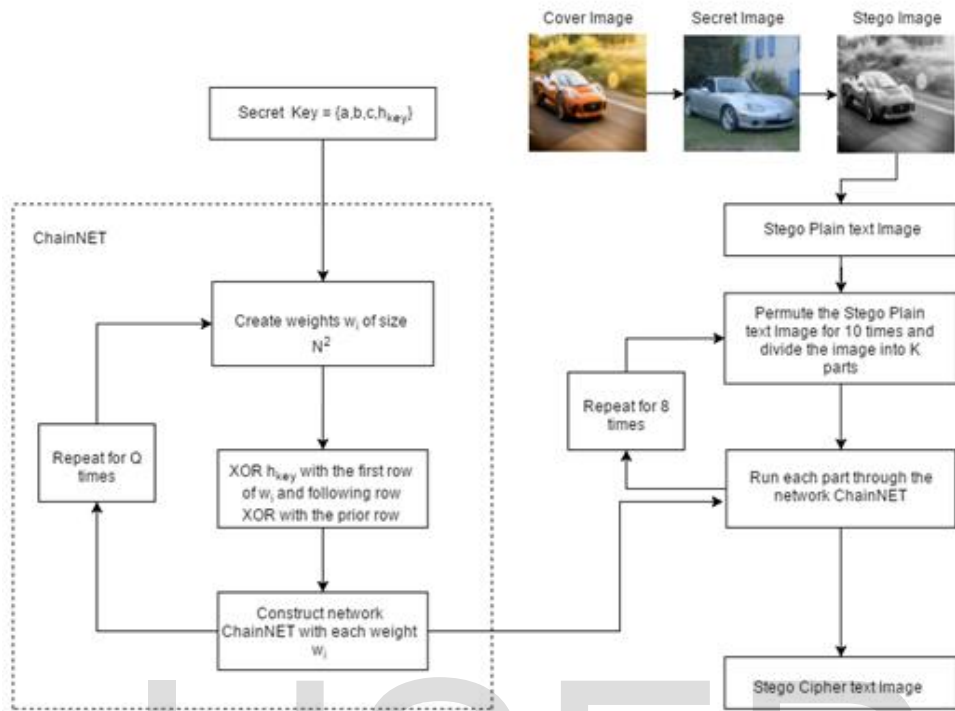 Cover Image
Secret Image
Stego Image
Secret Key = {a,b,c,hkey}
ChainNET
Create weights wi of size
N2
Repeat for Q
times
XOR hkey with the first row
of wi and following row
XOR with the prior row
Construct network
ChainNET with each weight
wi
Stego Plain text Image
Permute the Stego Plain
text Image for 10 times and
divide the image into K
parts
Repeat for 8
times
Run each part through the
network ChainNET
Stego Cipher text Image